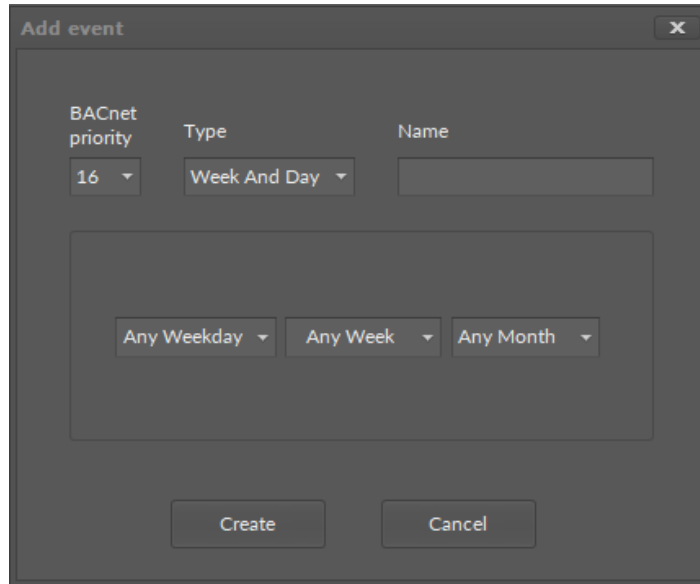 Add event
x
BACnet
priority
Type
Name
16
Week And Day
Any Weekday
Any Week
Any Month
Create
Cancel